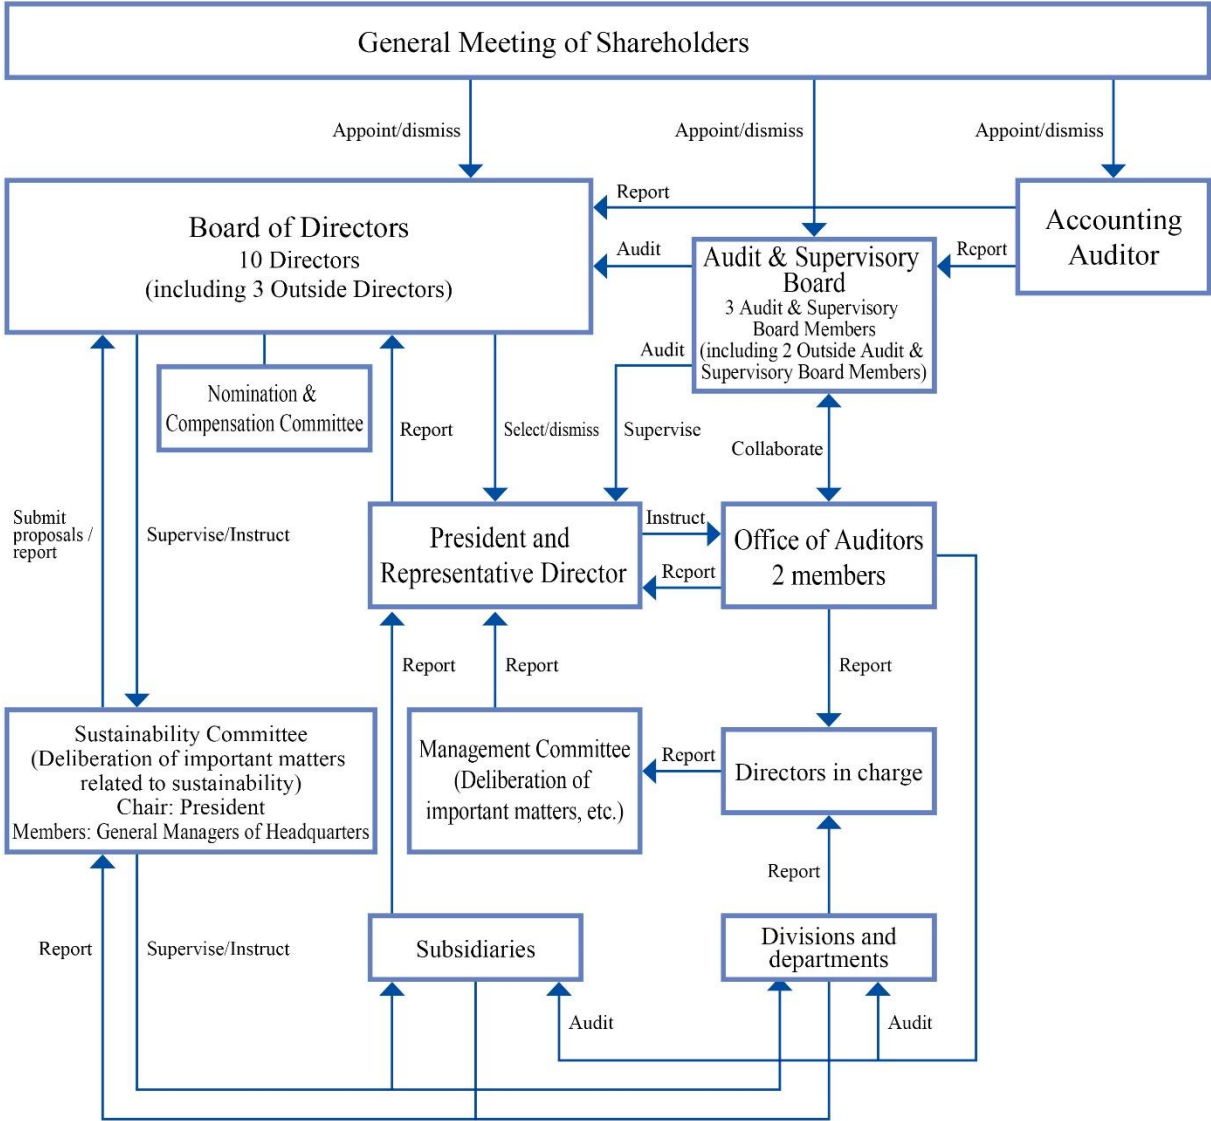 General Meeting of Shareholders
Appoint/dismiss
Appoint/dismiss
Appoint/dismiss
Board of Directors
10 Directors
(including 3 Outside Directors)
Report
Audit
Audit & Supervisory
Board
3 Audit & Supervisory
Board Members
(including 2 Outside Audit &
Supervisory Board Members)
Report
Accounting
Auditor
Nomination &
Compensation Committee
Report
Select/dismiss
Audit
Supervise
Collaborate
Submit
proposals /
report
Supervise/Instruct
President and
Representative Director
Instruct
Report
Office of Auditors
2 members
Report
Report
Report
Sustainability Committee
(Deliberation of important matters
related to sustainability)
Chair: President
Members: General Managers of Headquarters
Management Committee
(Deliberation of
important matters, etc.)
Report
Directors in charge
Report
Report
Supervise/Instruct
Subsidiaries
Divisions and
departments
Audit
Audit